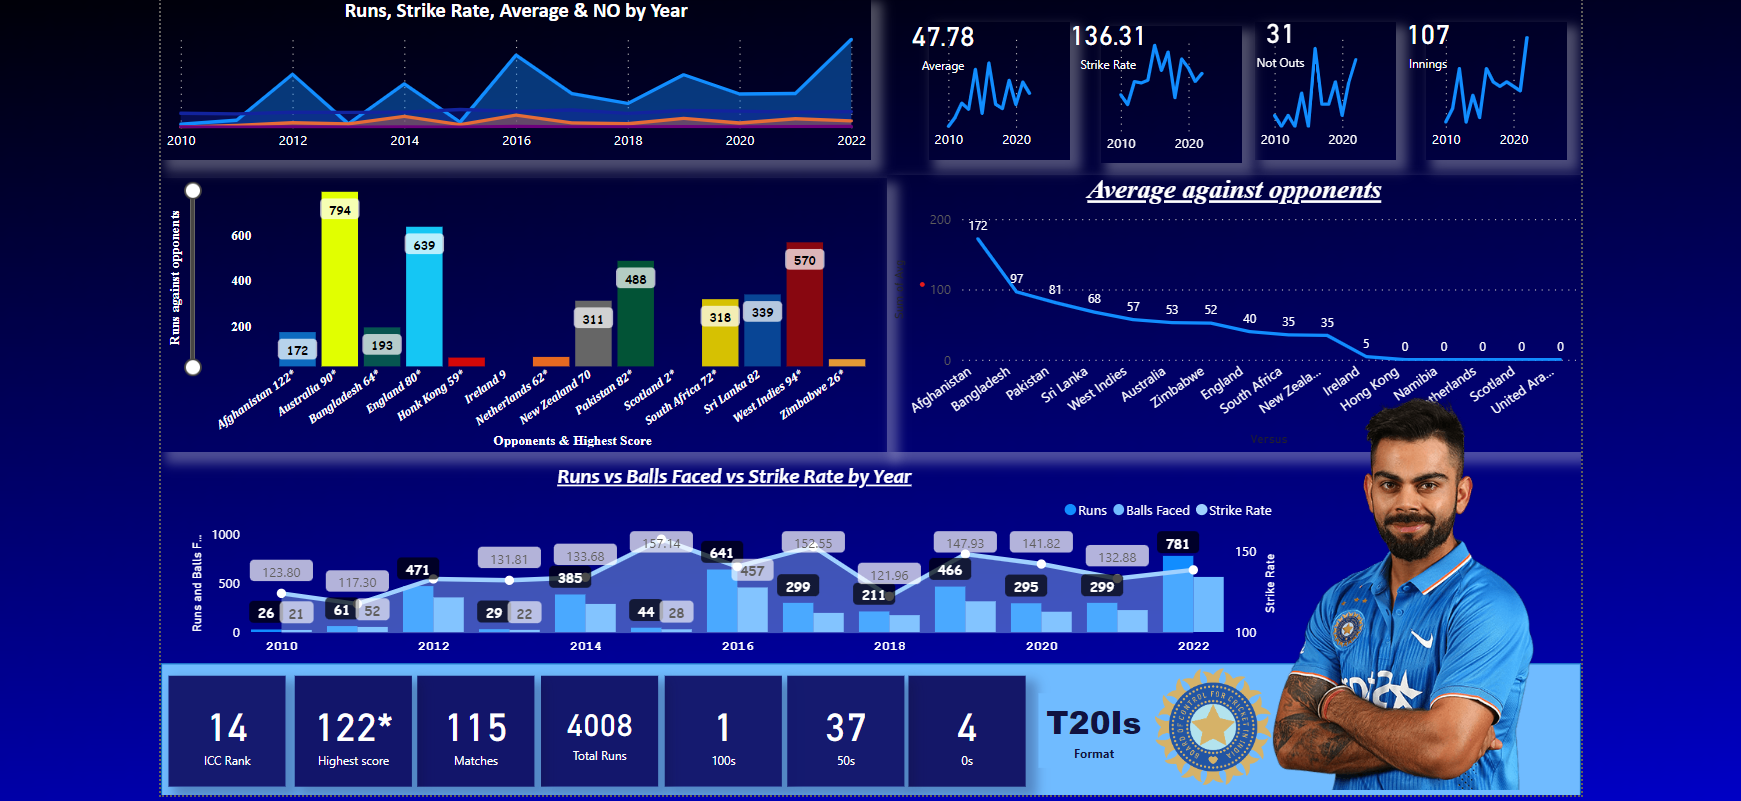 Runs, Strike Rate, Average & NO by Year
2010 2012 2014 2016 2018 2020 2022
47.78
Average
2010 2020
136.31
Strike Rate
2010 2020
31
Not Outs
2010 2020
107
Innings
2010 2020
Runs against opponents
600
400
200
172 794 193 639 311 488 318 339 570
Afghanistan 122*
Australia 90*
Bangladesh 64*
England 80*
Honk Kong 59*
Ireland 9
Netherlands 62*
New Zealand 70
Pakistan 82*
Scotland 2*
South Africa 72*
Sri Lanka 82
West Indies 94*
Zimbabwe 26*
Opponents & Highest Score
Average against opponents
200
100
0
172 97 81 68 57 53 52 40 35 35 5 0 0 0 0 0
Afghanistan
Bangladesh
Pakistan
Sri Lanka
West Indies
Australia
Zimbabwe
England
South Africa
New Zeala...
Ireland
Hong Kong
Namibia
therlands
Scotland
United Ara...
Versus
Runs vs Balls Faced vs Strike Rate by Year
Runs Balls Faced Strike Rate
Runs and Balls F...
1000
500
0
123.80 117.30 131.81 133.68 157.14 152.55 121.96 147.93 141.82 132.88
26 21 61 52 471 29 22 385 44 28 641 457 299 211 466 295 299 781
150
100
Strike Rate
2010 2012 2014 2016 2018 2020 2022
14
ICC Rank
122*
Highest score
115
Matches
4008
Total Runs
1
100s
37
50s
4
0s
T20Is
Format
BOARD OF CONTROL FOR CRICKET IN INDIA